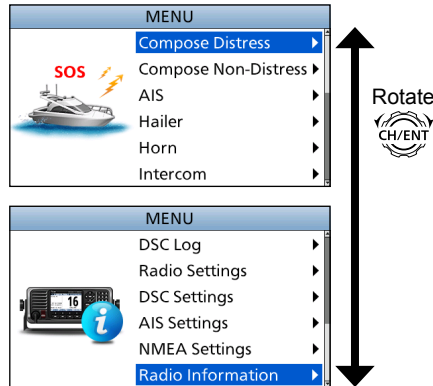 MENU
Compose Distress
SOS
Compose Non-Distress
AIS
Hailer
Horn
Intercom
Rotate
CH/ENT
MENU
DSC Log
Radio Settings
DSC Settings
16
AIS Settings
NMEA Settings
Radio Information